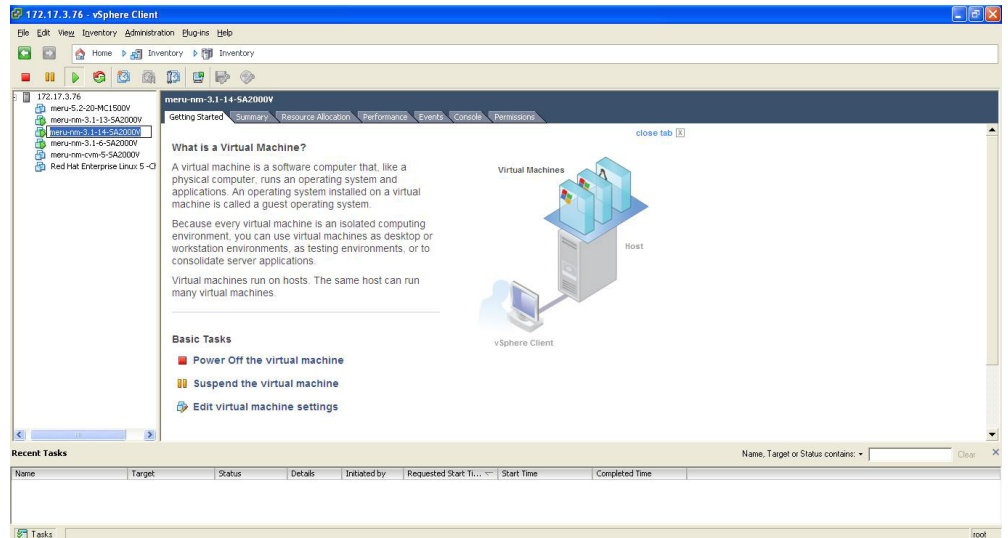 172.17.3.76 - vSphere Client
File Edit View Inventory Administration Plug-ins Help
Home Inventory Inventory
172.17.3.76
meru-5.2-20-MC1500V
meru-nm-3.1-13-SA2000V
meru-nm-3.1-14-SA2000V
meru-nm-3.1-6-SA2000V
meru-nm-cvm-5-SA2000V
Red Hat Enterprise Linux 5 -Cl
meru-nm-3.1-14-SA2000V
Getting Started Summary Resource Allocation Performance Events Console Permissions
close tab X
What is a Virtual Machine?
A virtual machine is a software computer that, like a
physical computer, runs an operating system and
applications. An operating system installed on a virtual
machine is called a guest operating system.
Because every virtual machine is an isolated computing
environment, you can use virtual machines as desktop or
workstation environments, as testing environments, or to
consolidate server applications.
Virtual machines run on hosts. The same host can run
many virtual machines.
Virtual Machines
Host
vSphere Client
Basic Tasks
Power Off the virtual machine
Suspend the virtual machine
Edit virtual machine settings
Recent Tasks
Name, Target or Status contains: Clear
Name Target Status Details Initiated by Requested Start Ti... Start Time Completed Time
Tasks
root